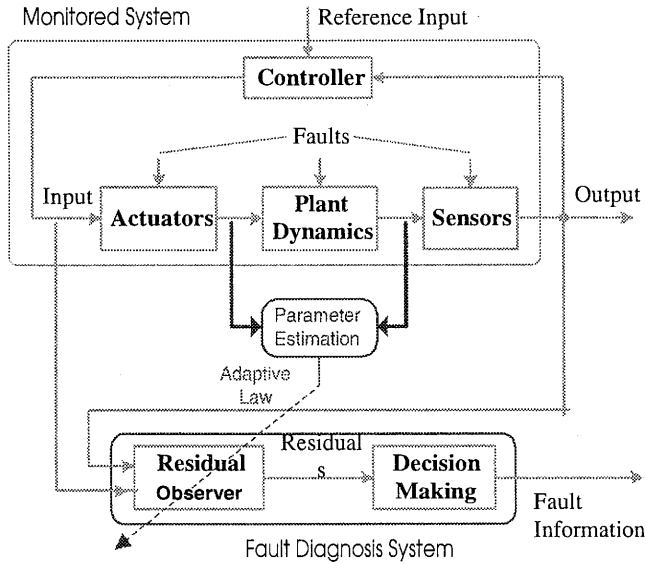 Monitored System
Reference Input
Controller
Faults
Input
Actuators
Plant
Dynamics
Sensors
Output
Parameter
Estimation
Adaptive
Law
Residual
Observer
Residual
s
Decision
Making
Fault
Information
Fault Diagnosis System